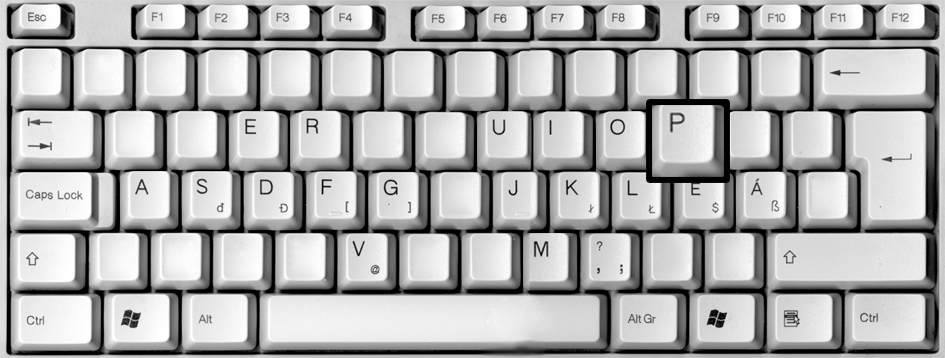 Esc F1 F2 F3 F4 F5 F6 F7 F8 F9 F10 F11 F12
E R U I O P
Caps Lock A S đ D Đ F [ G ] J K ł L Ł É $ Á ß
V @ M ? , ;
Ctrl Alt Alt Gr Ctrl